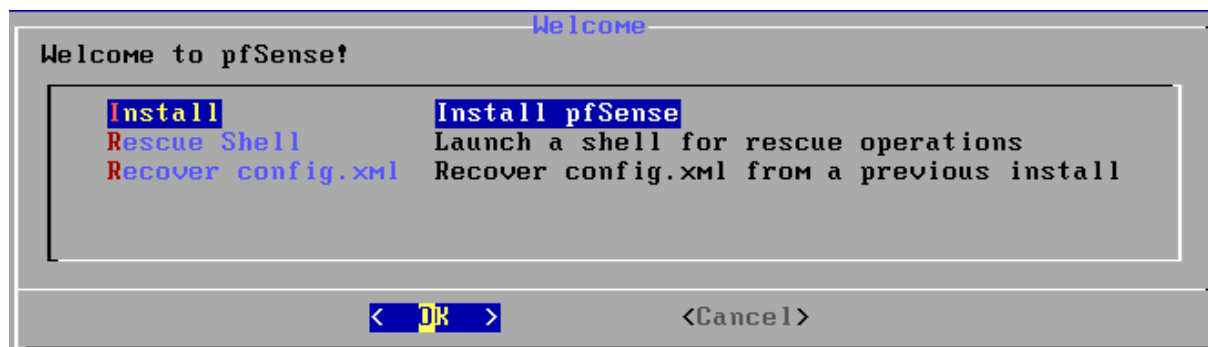 Welcome
Welcome to pfSense!
Install Install pfSense
Rescue Shell Launch a shell for rescue operations
Recover config.xml Recover config.xml from a previous install
< OK > <Cancel>